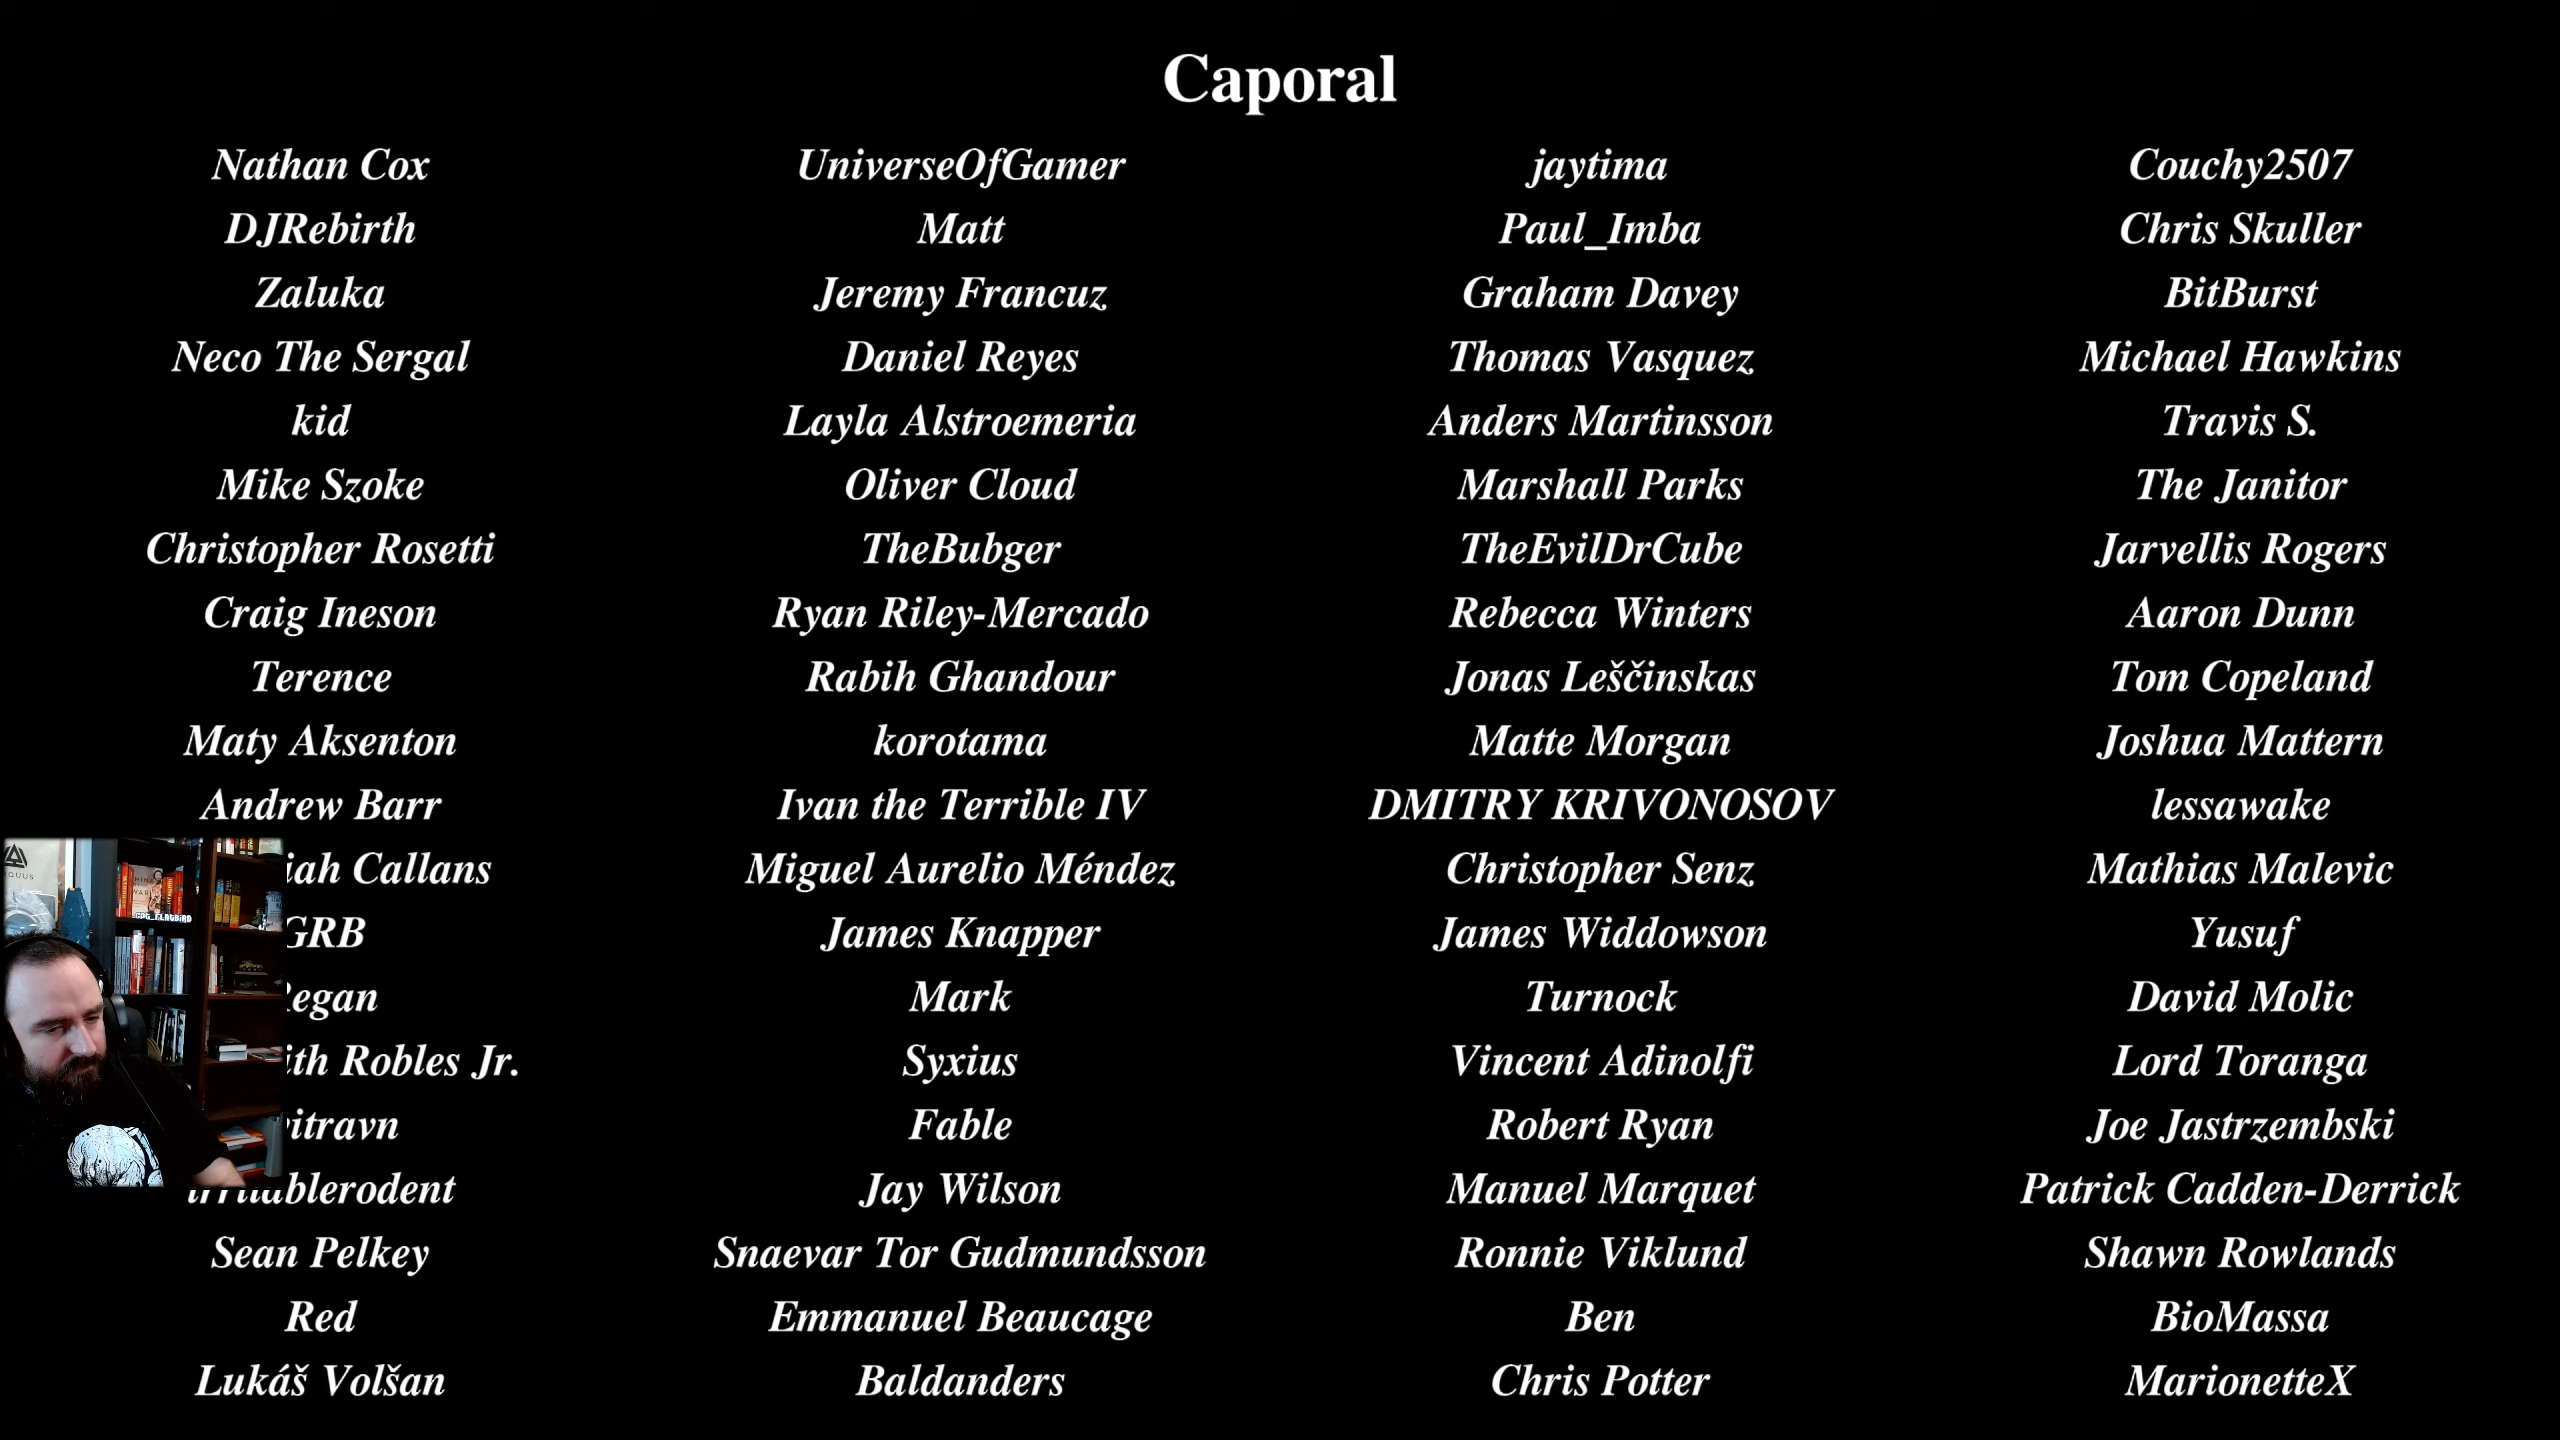 Caporal
Nathan Cox
DJRebirth
Zaluka
Neco The Sergal
kid
Mike Szoke
Christopher Rosetti
Craig Ineson
Terence
Maty Aksenton
Andrew Barr
Callans
GRB
Robles Jr.
Sean Pelkey
Red
Lukáš Volšan
UniverseOfGamer
Matt
Jeremy Francuz
Daniel Reyes
Layla Alstroemeria
Oliver Cloud
TheBubger
Ryan Riley-Mercado
Rabih Ghandour
korotama
Ivan the Terrible IV
Miguel Aurelio Méndez
James Knapper
Mark
Syxius
Fable
Jay Wilson
Snaevar Tor Gudmundsson
Emmanuel Beaucage
Baldanders
jaytima
Paul_Imba
Graham Davey
Thomas Vasquez
Anders Martinsson
Marshall Parks
TheEvilDrCube
Rebecca Winters
Jonas Leščinskas
Matte Morgan
DMITRY KRIVONOSOV
Christopher Senz
James Widdowson
Turnock
Vincent Adinolfi
Robert Ryan
Manuel Marquet
Ronnie Viklund
Ben
Chris Potter
Couchy2507
Chris Skuller
BitBurst
Michael Hawkins
Travis S.
The Janitor
Jarvellis Rogers
Aaron Dunn
Tom Copeland
Joshua Mattern
lessawake
Mathias Malevic
Yusuf
David Molic
Lord Toranga
Joe Jastrzembski
Patrick Cadden-Derrick
Shawn Rowlands
BioMassa
MarionetteX